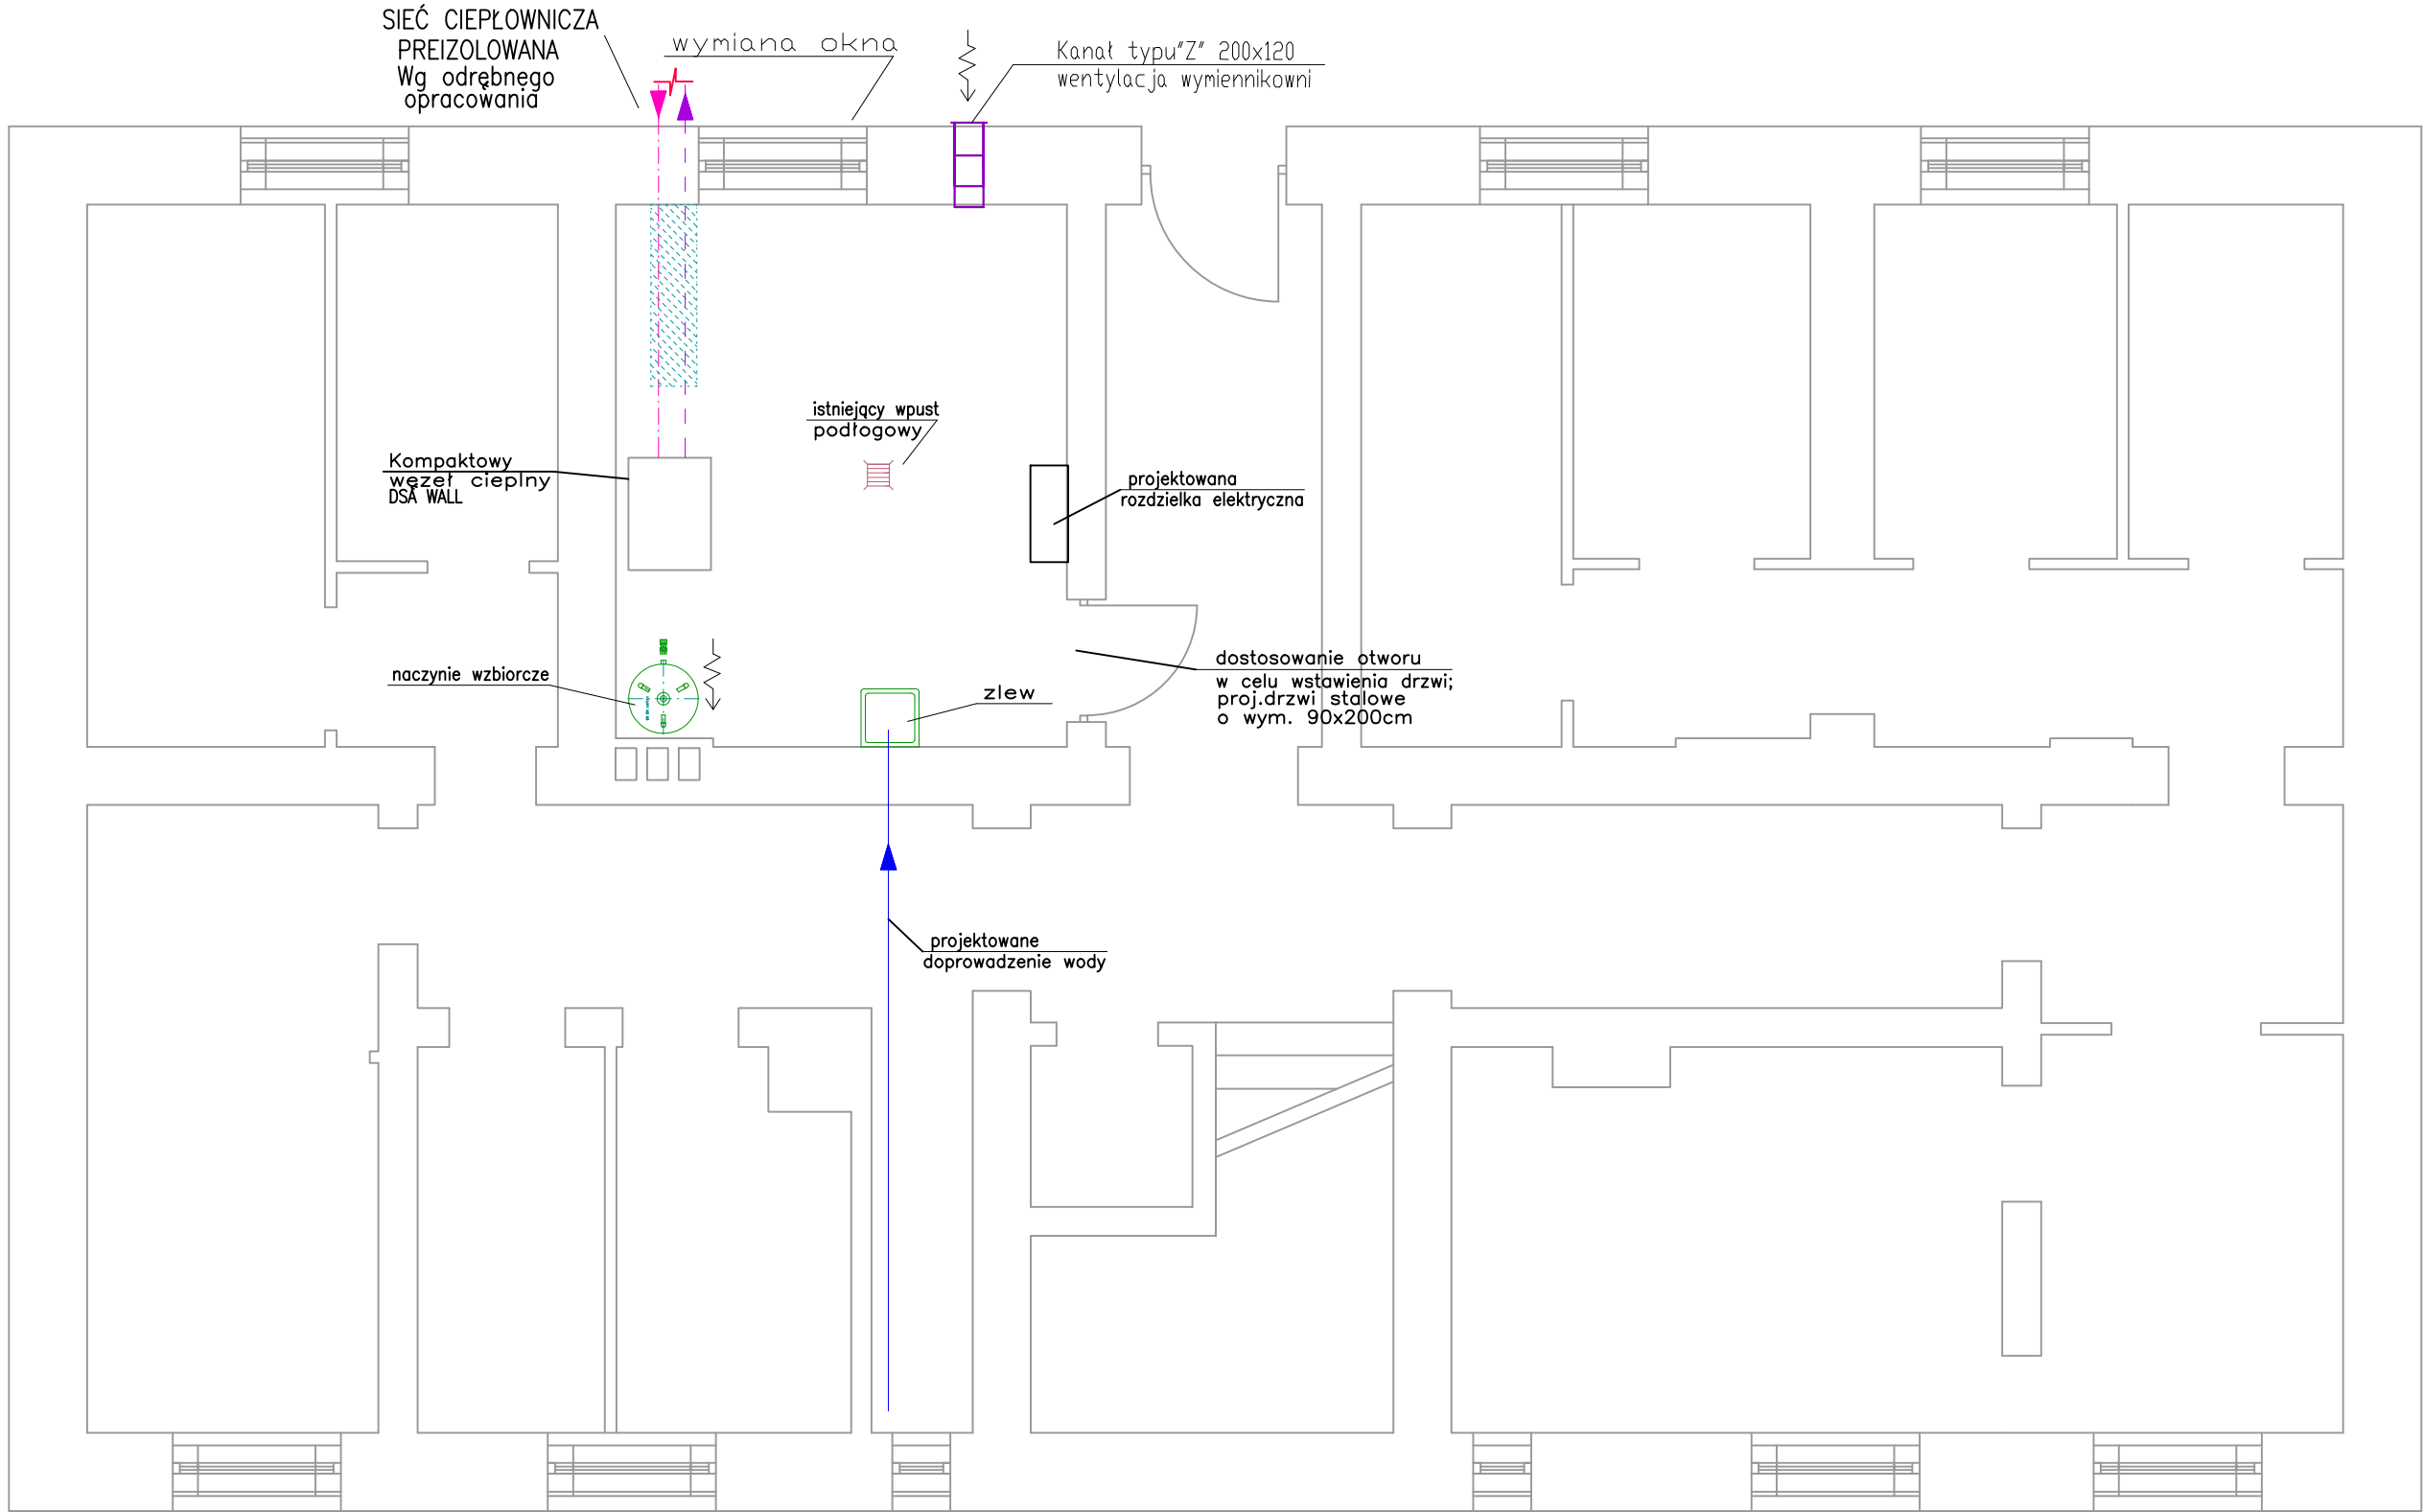 SIEĆ CIEPŁOWNICZA
PREIZOLOWANA
Wg odrębnego
opracowania
wymiana okna
Kanał typu"Z" 200x120
wentylacja wymiennikowni
istniejący wpust
podłogowy
Kompaktowy
węzeł cieplny
DSA WALL
projektowana
rozdzielka elektryczna
naczynie wzbiorcze
zlew
dostosowanie otworu
w celu wstawienia drzwi;
proj.drzwi stalowe
o wym. 90x200cm
projektowane
doprowadzenie wody